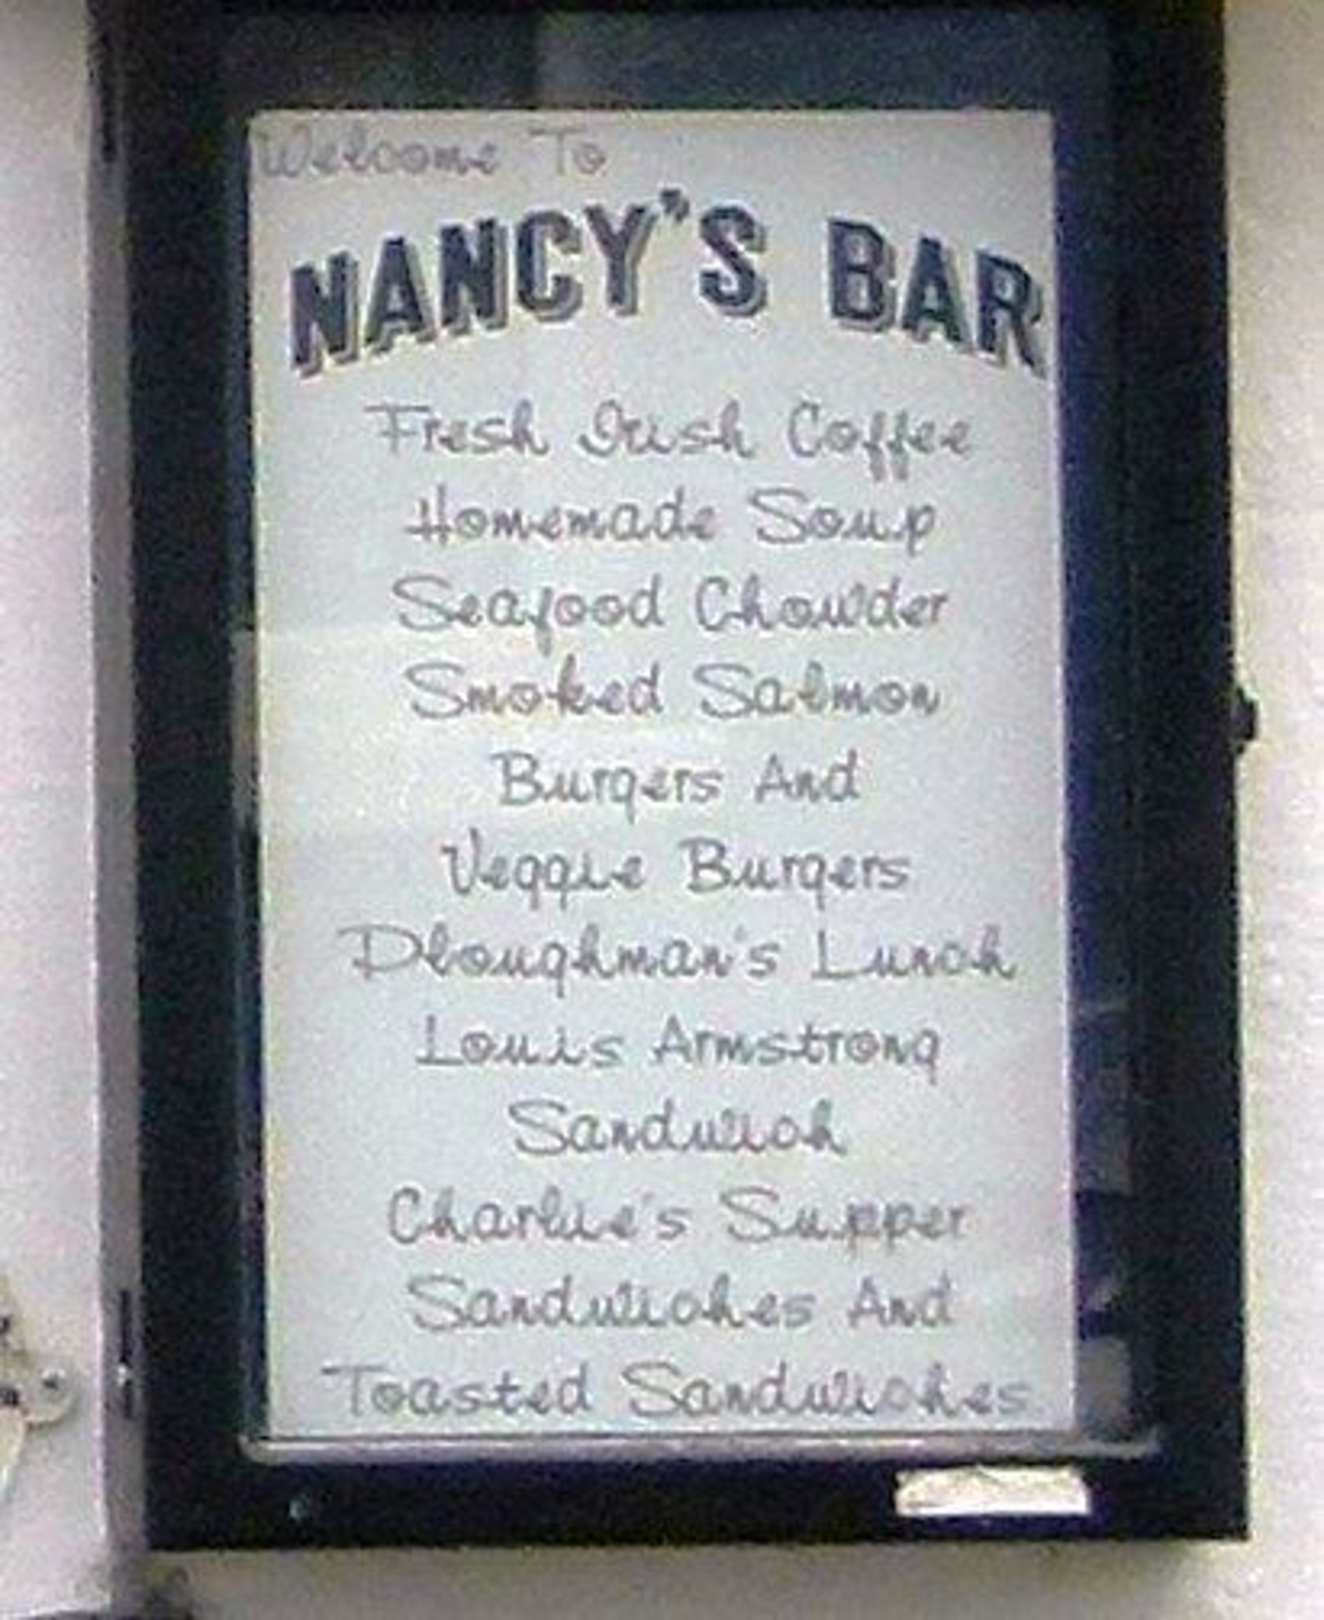 Welcome To
NANCY'S BAR
Fresh Irish Coffee
Homemade Soup
Seafood Chowder
Smoked Salmon
Burgers And
Veggie Burgers
Ploughman's Lunch
Louis Armstrong
Sandwich
Charlie's Supper
Sandwiches And
Toasted Sandwiches